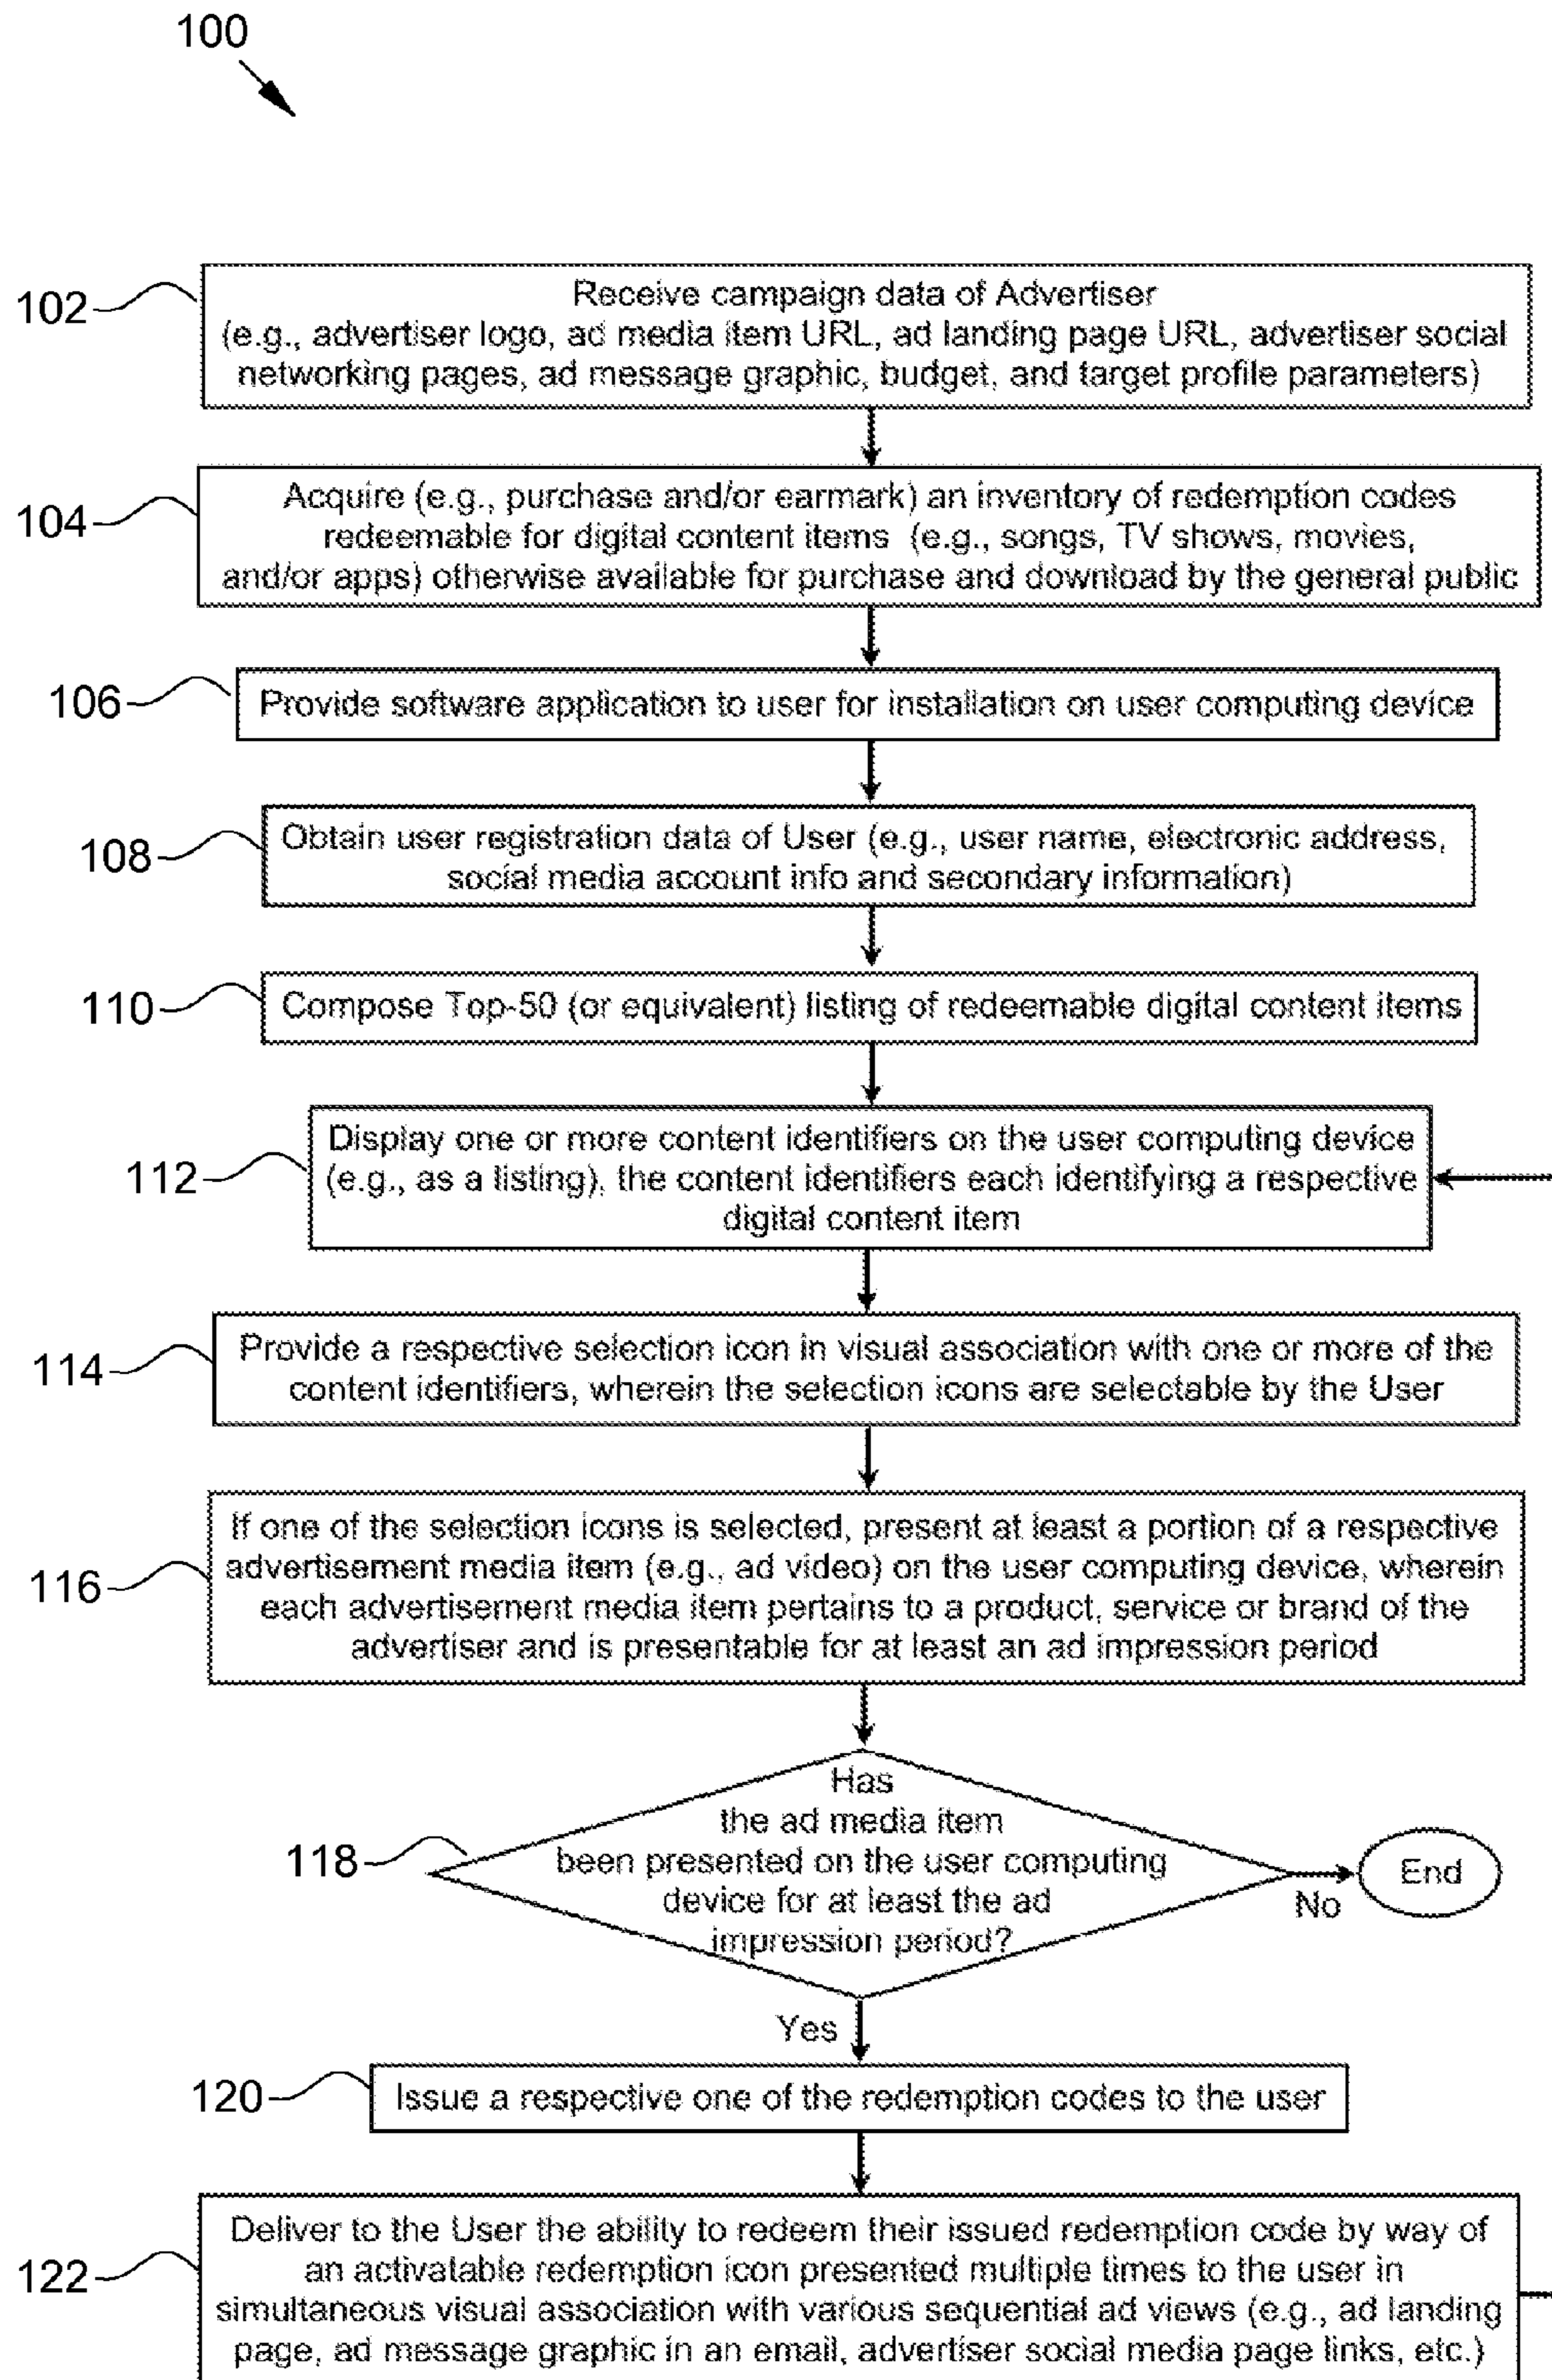 100
102
Receive campaign data of Advertiser
(e.g., advertiser logo, ad media item URL, ad landing page URL, advertiser social
networking pages, ad message graphic, budget, and target profile parameters)
104
Acquire (e.g., purchase and/or earmark) an inventory of redemption codes
redeemable for digital content items (e.g., songs, TV shows, movies,
and/or apps) otherwise available for purchase and download by the general public
106
Provide software application to user for installation on user computing device
108
Obtain user registration data of User (e.g., user name, electronic address,
social media account info and secondary information)
110
Compose Top-50 (or equivalent) listing of redeemable digital content items
112
Display one or more content identifiers on the user computing device
(e.g., as a listing), the content identifiers each identifying a respective
digital content item
114
Provide a respective selection icon in visual association with one or more of the
content identifiers, wherein the selection icons are selectable by the User
116
If one of the selection icons is selected, present at least a portion of a respective
advertisement media item (e.g., ad video) on the user computing device, wherein
each advertisement media item pertains to a product, service or brand of the
advertiser and is presentable for at least an ad impression period
118
Has
the ad media item
been presented on the user computing
device for at least the ad
impression period?
No
End
Yes
120
Issue a respective one of the redemption codes to the user
122
Deliver to the User the ability to redeem their issued redemption code by way of
an activatable redemption icon presented multiple times to the user in
simultaneous visual association with various sequential ad views (e.g., ad landing
page, ad message graphic in an email, advertiser social media page links, etc.)